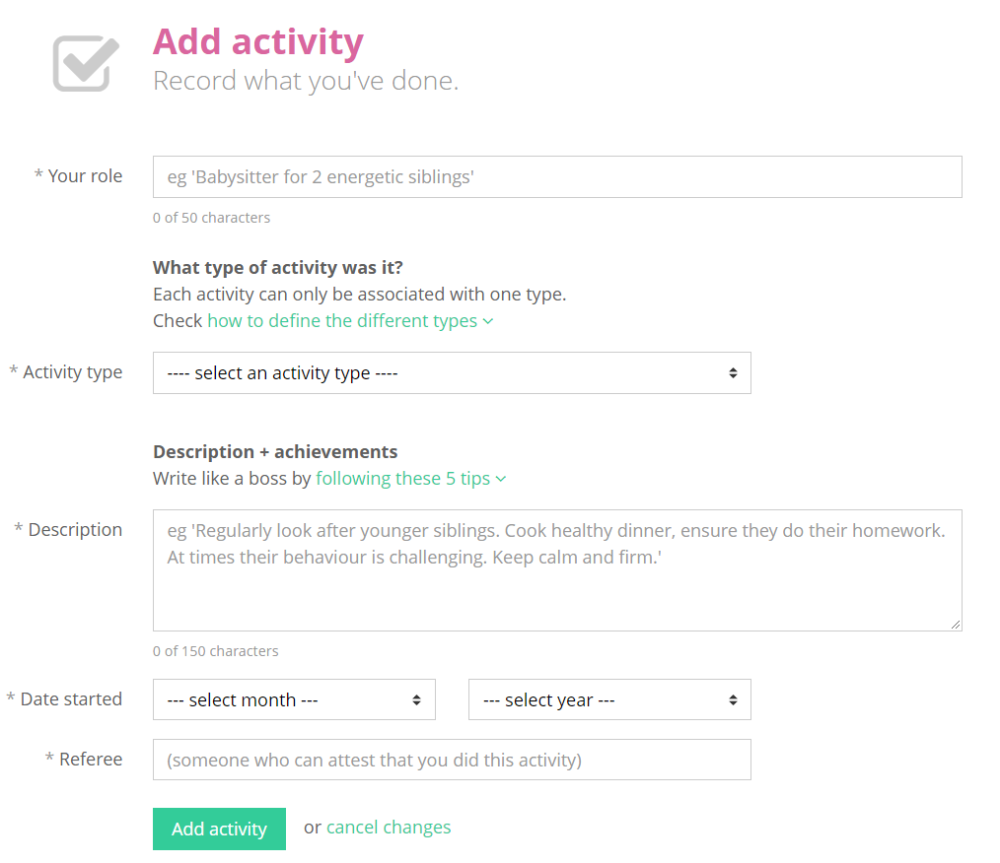 Add activity
Record what you've done.
* Your role
eg 'Babysitter for 2 energetic siblings'
0 of 50 characters
What type of activity was it?
Each activity can only be associated with one type.
Check how to define the different types
* Activity type
---- select an activity type ----
Description + achievements
Write like a boss by following these 5 tips
* Description
eg 'Regularly look after younger siblings. Cook healthy dinner, ensure they do their homework.
At times their behaviour is challenging. Keep calm and firm.'
0 of 150 characters
* Date started
--- select month ---
--- select year ---
* Referee
(someone who can attest that you did this activity)
Add activity
or cancel changes